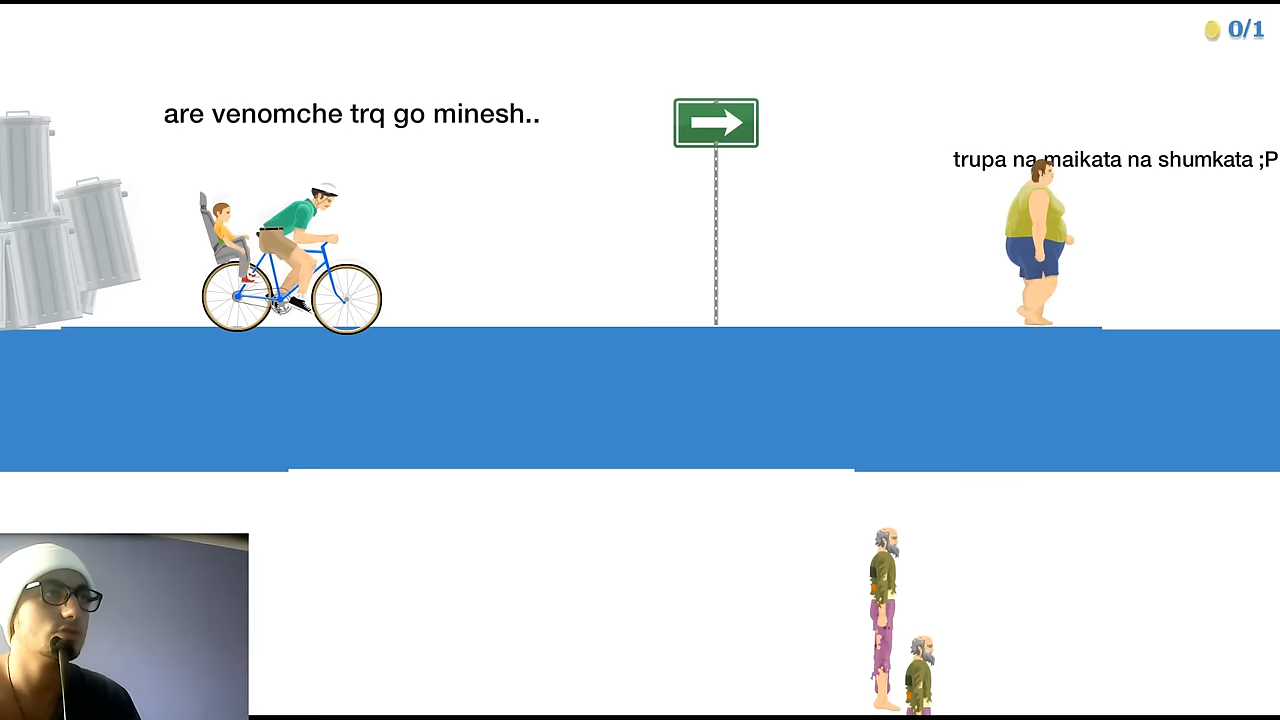 0/1
are venomche trq go minesh..
trupa na maikata na shumkata ;P